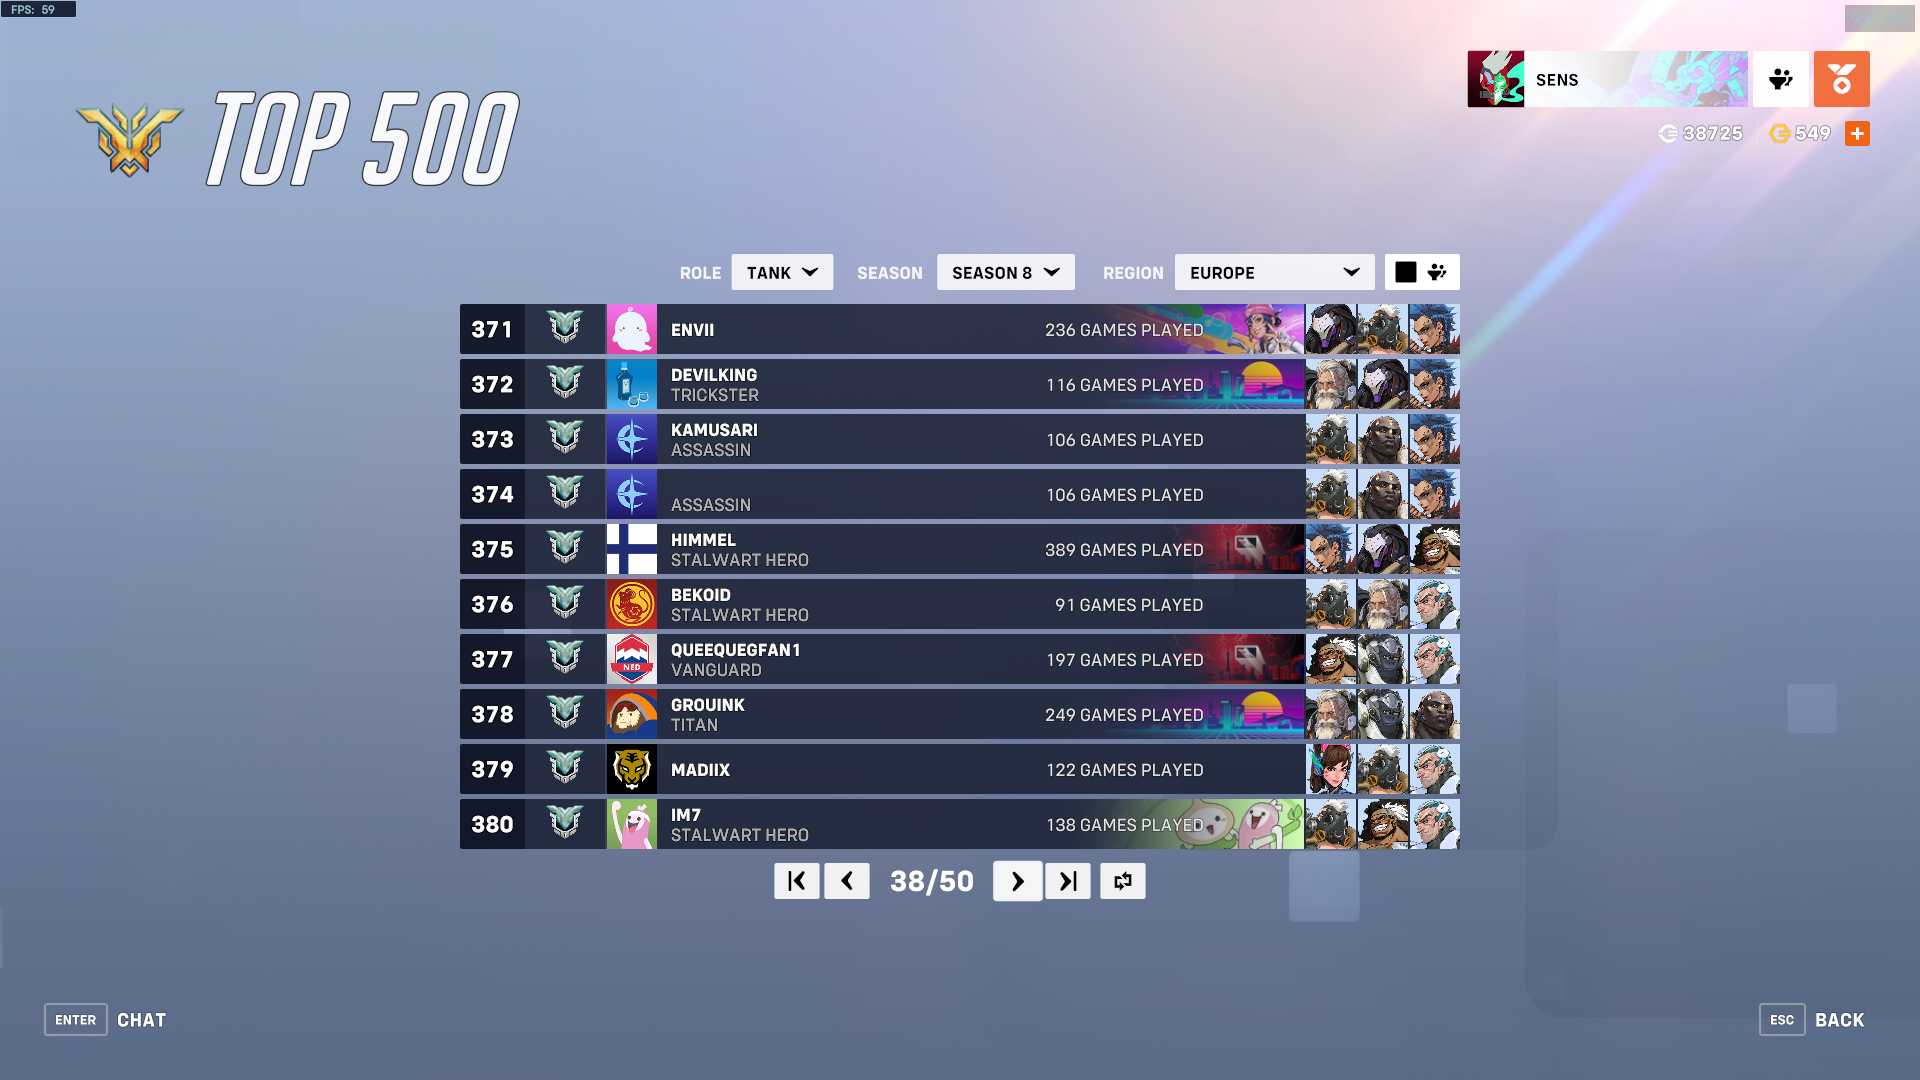 FPS: 59
TOP 500
SENS
38725
549
ROLE TANK SEASON SEASON 8 REGION EUROPE
371 ENVII 236 GAMES PLAYED
372 DEVILKING 116 GAMES PLAYED
TRICKSTER
373 KAMUSARI 106 GAMES PLAYED
ASSASSIN
374 106 GAMES PLAYED
ASSASSIN
375 HIMMEL 389 GAMES PLAYED
STALWART HERO
376 BEKOID 91 GAMES PLAYED
STALWART HERO
377 QUEEQUEGFAN1 197 GAMES PLAYED
NED
VANGUARD
378 GROUINK 249 GAMES PLAYED
TITAN
379 MADIIX 122 GAMES PLAYED
380 IM7 138 GAMES PLAYED
STALWART HERO
38/50
ENTER CHAT
ESC BACK